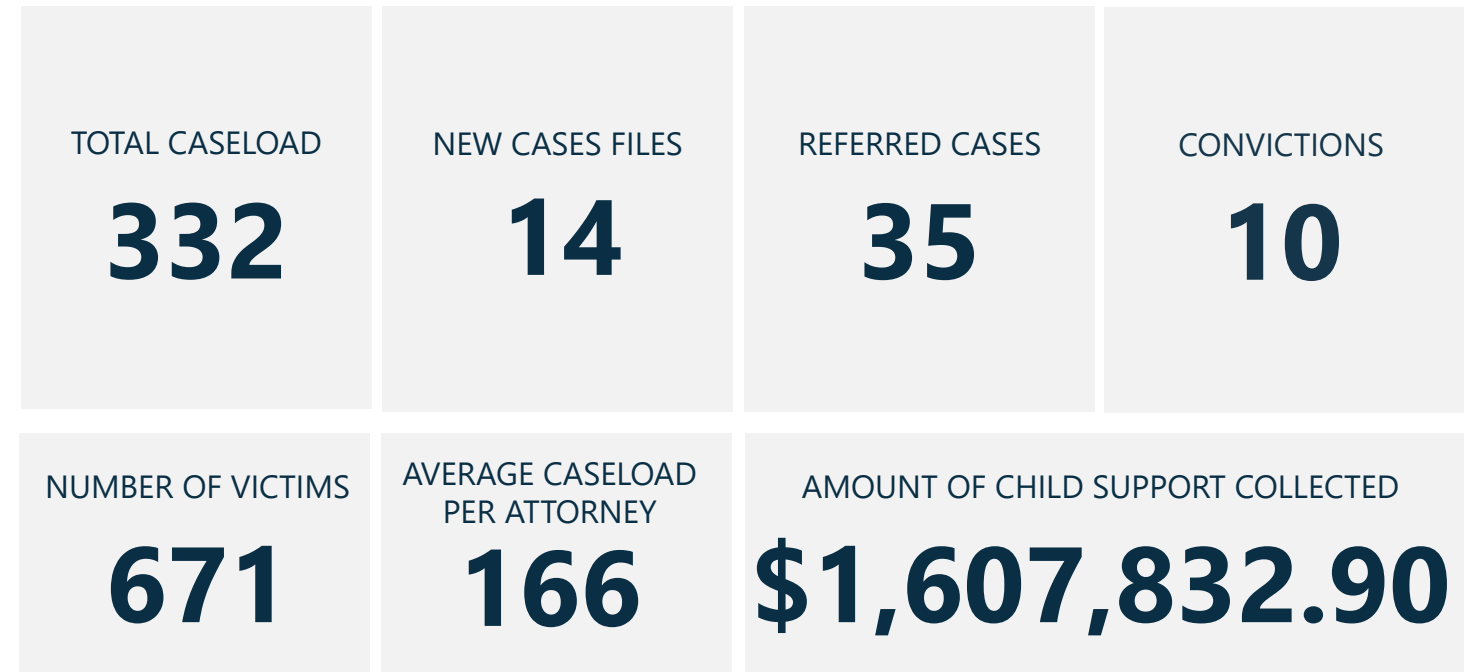 TOTAL CASELOAD
332
NEW CASES FILES
14
REFERRED CASES
35
CONVICTIONS
10
NUMBER OF VICTIMS
671
AVERAGE CASELOAD
PER ATTORNEY
166
AMOUNT OF CHILD SUPPORT COLLECTED
$1,607,832.90